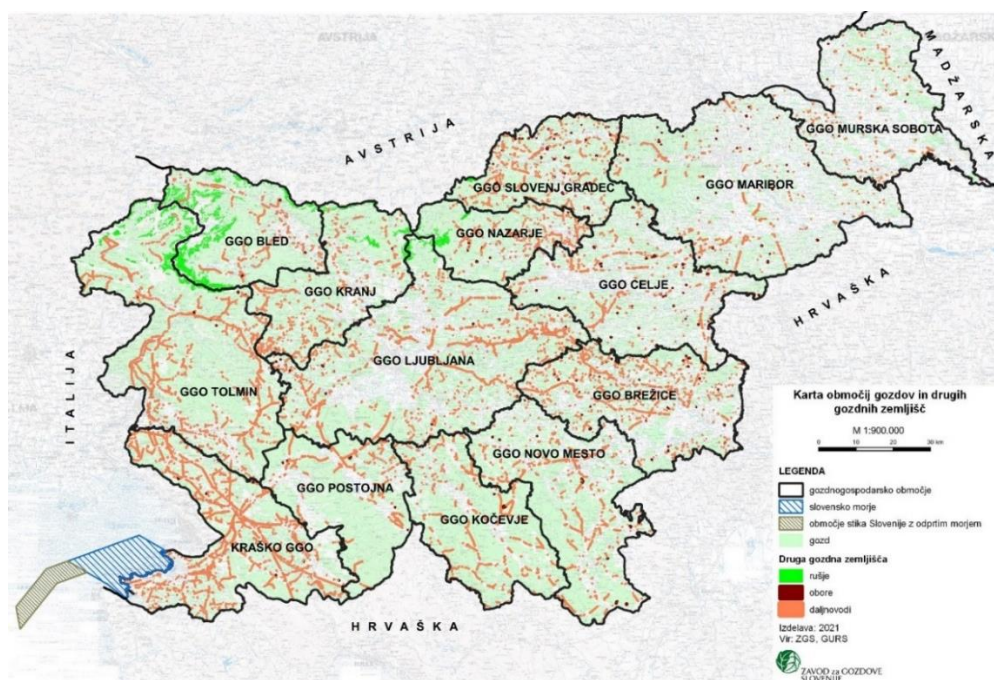 AVSTRIJA
MADŽARSKA
GGO MURSKA SOBOTA
AVSTRIJA
GGO SLOVENJ GRADEC
GGO MARIBOR
GGO NAZARJE
GGO BLED
GGO CELJE
GGO KRANJ
HRVAŠKA
GGO LJUBLJANA
ITALIJA
GGO TOLMIN
GGO BREŽICE
GGO NOVO MESTO
GGO POSTOJNA
GGO KOČEVJE
KRAŠKO GGO
HRVAŠKA
Karta območij gozdov in drugih
gozdnih zemljišč
M 1:900.000
0 10 20 30 km
LEGENDA
gozdnogospodarsko območje
slovensko morje
območje stika Slovenije z odprtim morjem
gozd
Druga gozdna zemljišča
rušje
obore
daljnovodi
Izdelava: 2021
Vir: ZGS, GURS
ZAVOD za GOZDOVE
SLOVENIJE